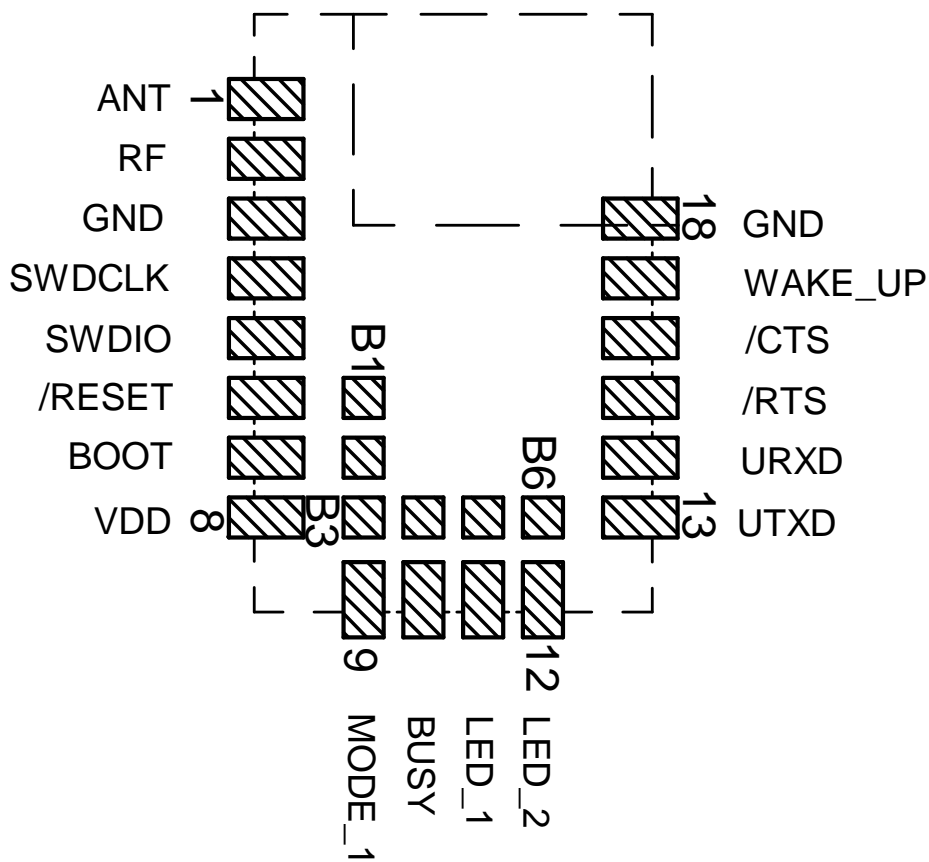 ANT 1
RF
GND
SWDCLK
SWDIO
/RESET
BOOT
VDD 8
B1
B3
B6
18 GND
WAKE_UP
/CTS
/RTS
URXD
13 UTXD
9
12
MODE_1
BUSY
LED_1
LED_2